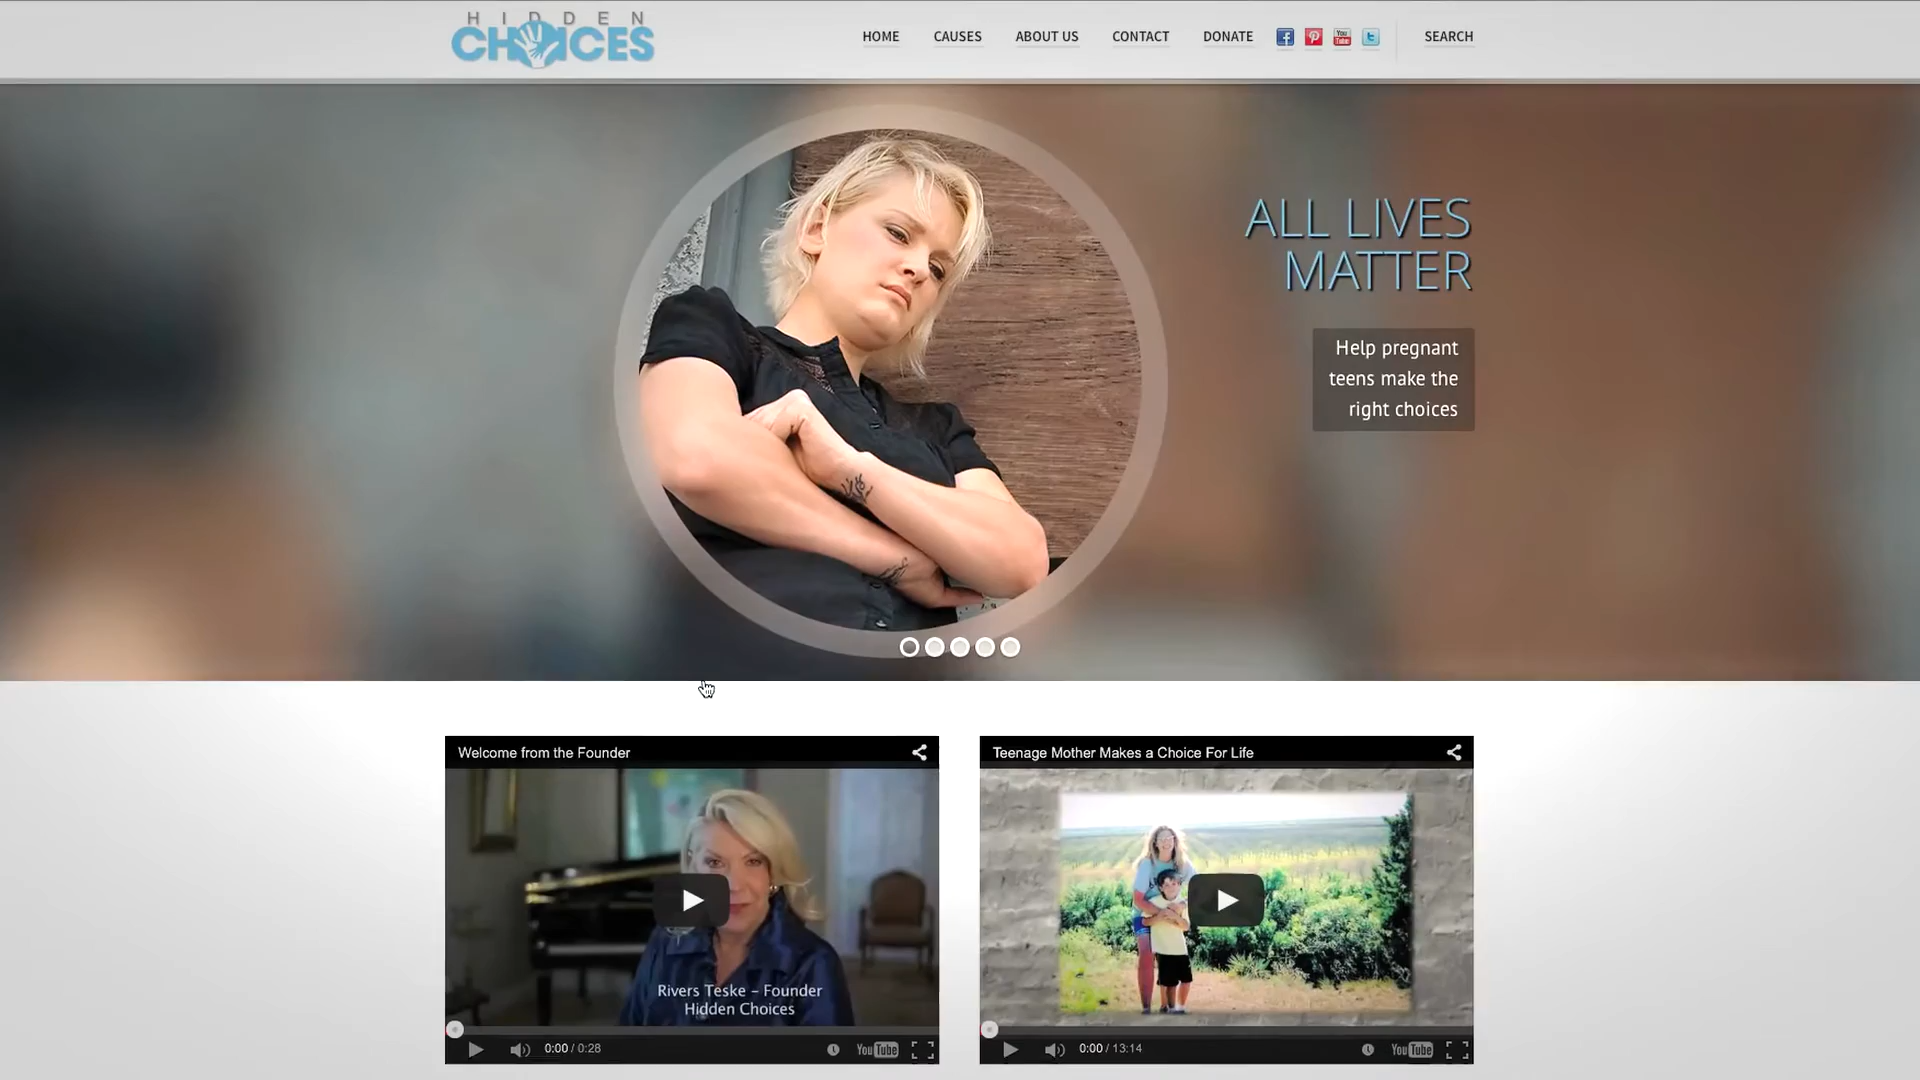 HIDDEN
CHOICES
HOME
CAUSES
ABOUT US
CONTACT
DONATE
You
Tube
SEARCH
ALL LIVES
MATTER
Help pregnant
teens make the
right choices
Welcome from the Founder
Teenage Mother Makes a Choice For Life
Rivers Teske – Founder
Hidden Choices
0:00 / 0:28
YouTube
0:00 / 13:14
YouTube